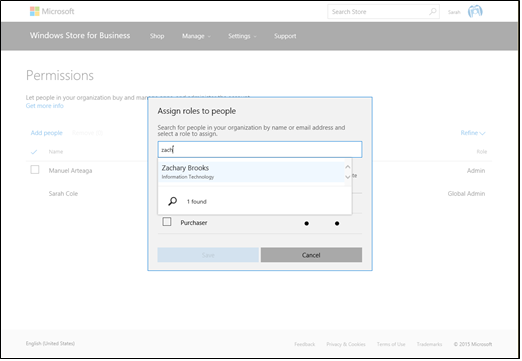 Microsoft
Search Store
Sarah
Windows Store for Business Shop Manage Settings Support
Permissions
Let people in your organization buy and
Get more info
Add people
Refine
Name
Role
Manuel Arteaga
Admin
Sarah Cole
Global Admin
Assign roles to people
Search for people in your organization by name or email address and
select a role to assign.
zach
Zachary Brooks
Information Technology
1 found
Purchaser
Save
Cancel
English (United States)
Feedback Privacy & Cookies Terms of Use Trademarks © 2015 Microsoft